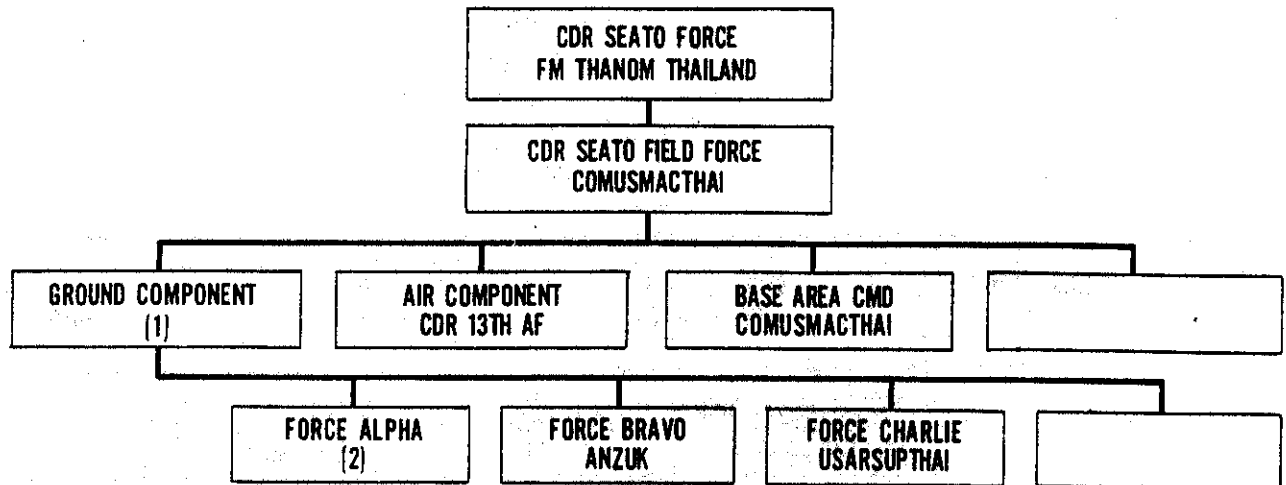 CDR SEATO FORCE
FM THANOM THAILAND
CDR SEATO FIELD FORCE
COMUSMACTHAI
GROUND COMPONENT
(1)
AIR COMPONENT
CDR 13TH AF
BASE AREA CMD
COMUSMACTHAI
FORCE ALPHA
(2)
FORCE BRAVO
ANZUK
FORCE CHARLIE
USARSUPTHAI